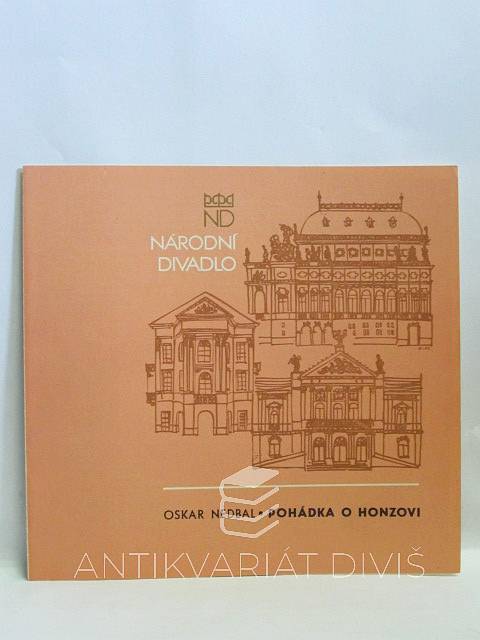 ND
NÁRODNÍ
DIVADLO
OSKAR NEDBAL • POHÁDKA O HONZOVI
ANTIKVARIÁT DIVIŠ